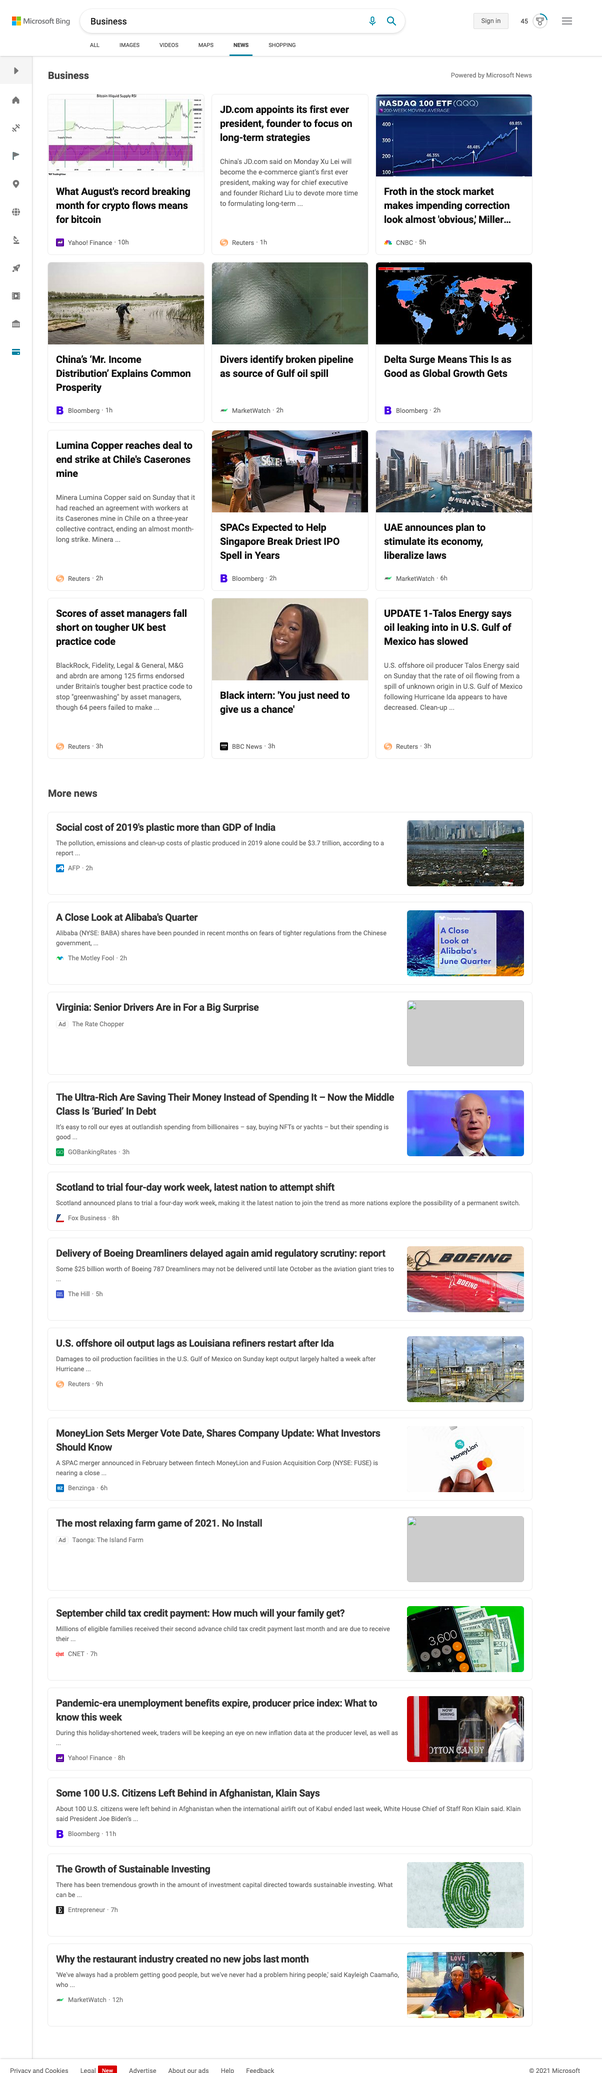 Microsoft Bing
Business
Sign in
45
ALL
IMAGES
VIDEOS
MAPS
NEWS
SHOPPING
Business
Powered by Microsoft News
What August's record breaking
month for crypto flows means
for bitcoin
Yahoo! Finance · 10h
JD.com appoints its first ever
president, founder to focus on
long-term strategies
China's JD.com said on Monday Xu Lei will
become the e-commerce giant's first ever
president, making way for chief executive
and founder Richard Liu to devote more time
to formulating long-term ...
Reuters · 1h
NASDAQ 100 ETF (QQQ)
200-WEEK MOVING AVERAGE
400
300
200
100
Froth in the stock market
makes impending correction
look almost 'obvious,' Miller...
CNBC · 5h
China's 'Mr. Income
Distribution' Explains Common
Prosperity
Bloomberg · 1h
Divers identify broken pipeline
as source of Gulf oil spill
MarketWatch · 2h
Delta Surge Means This Is as
Good as Global Growth Gets
Bloomberg · 2h
Lumina Copper reaches deal to
end strike at Chile's Caserones
mine
Minera Lumina Copper said on Sunday that it
had reached an agreement with workers at
its Caserones mine in Chile on a three-year
collective contract, ending an almost month-
long strike. Minera ...
Reuters · 2h
SPACs Expected to Help
Singapore Break Driest IPO
Spell in Years
Bloomberg · 2h
UAE announces plan to
stimulate its economy,
liberalize laws
MarketWatch · 6h
Scores of asset managers fall
short on tougher UK best
practice code
BlackRock, Fidelity, Legal & General, M&G
and abrdn are among 125 firms endorsed
under Britain's tougher best practice code to
stop "greenwashing" by asset managers,
though 64 peers failed to make ...
Reuters · 3h
Black intern: 'You just need to
give us a chance'
BBC News · 3h
UPDATE 1-Talos Energy says
oil leaking into in U.S. Gulf of
Mexico has slowed
U.S. offshore oil producer Talos Energy said
on Sunday that the rate of oil flowing from a
spill of unknown origin in U.S. Gulf of Mexico
following Hurricane Ida appears to have
decreased. Clean-up ...
Reuters · 3h
More news
Social cost of 2019's plastic more than GDP of India
The pollution, emissions and clean-up costs of plastic produced in 2019 alone could be $3.7 trillion, according to a
report ...
AFP · 2h
A Close Look at Alibaba's Quarter
Alibaba (NYSE: BABA) shares have been pounded in recent months on fears of tighter regulations from the Chinese
government, ...
The Motley Fool · 2h
A Close
Look at
Alibaba's
June Quarter
Virginia: Senior Drivers Are in For a Big Surprise
Ad The Rate Chopper
The Ultra-Rich Are Saving Their Money Instead of Spending It – Now the Middle
Class Is 'Buried' In Debt
It's easy to roll our eyes at outlandish spending from billionaires – say, buying NFTs or yachts – but their spending is
good ...
GOBankingRates · 3h
Scotland to trial four-day work week, latest nation to attempt shift
Scotland announced plans to trial a four-day work week, making it the latest nation to join the trend as more nations explore the possibility of a permanent switch.
Fox Business · 8h
Delivery of Boeing Dreamliners delayed again amid regulatory scrutiny: report
Some $25 billion worth of Boeing 787 Dreamliners may not be delivered until late October as the aviation giant tries to
...
The Hill · 5h
BOEING
BOEING
U.S. offshore oil output lags as Louisiana refiners restart after Ida
Damages to oil production facilities in the U.S. Gulf of Mexico on Sunday kept output largely halted a week after
Hurricane ...
Reuters · 9h
MoneyLion Sets Merger Vote Date, Shares Company Update: What Investors
Should Know
A SPAC merger announced in February between fintech MoneyLion and Fusion Acquisition Corp (NYSE: FUSE) is
nearing a close ...
Benzinga · 6h
MoneyLion
The most relaxing farm game of 2021. No Install
Ad Taonga: The Island Farm
September child tax credit payment: How much will your family get?
Millions of eligible families received their second advance child tax credit payment last month and are due to receive
their ...
CNET · 7h
3,600
Pandemic-era unemployment benefits expire, producer price index: What to
know this week
During this holiday-shortened week, traders will be keeping an eye on new inflation data at the producer level, as well as
...
Yahoo! Finance · 8h
NOW
HIRING
COTTON CANDY
Some 100 U.S. Citizens Left Behind in Afghanistan, Klain Says
About 100 U.S. citizens were left behind in Afghanistan when the international airlift out of Kabul ended last week, White House Chief of Staff Ron Klain said. Klain
said President Joe Biden's ...
Bloomberg · 11h
The Growth of Sustainable Investing
There has been tremendous growth in the amount of investment capital directed towards sustainable investing. What
can be ...
Entrepreneur · 7h
Why the restaurant industry created no new jobs last month
'We've always had a problem getting good people, but we've never had a problem hiring people,' said Kayleigh Caamaño,
who ...
MarketWatch · 12h
LOVE
Privacy and Cookies
Legal
New
Advertise
About our ads
Help
Feedback
© 2021 Microsoft